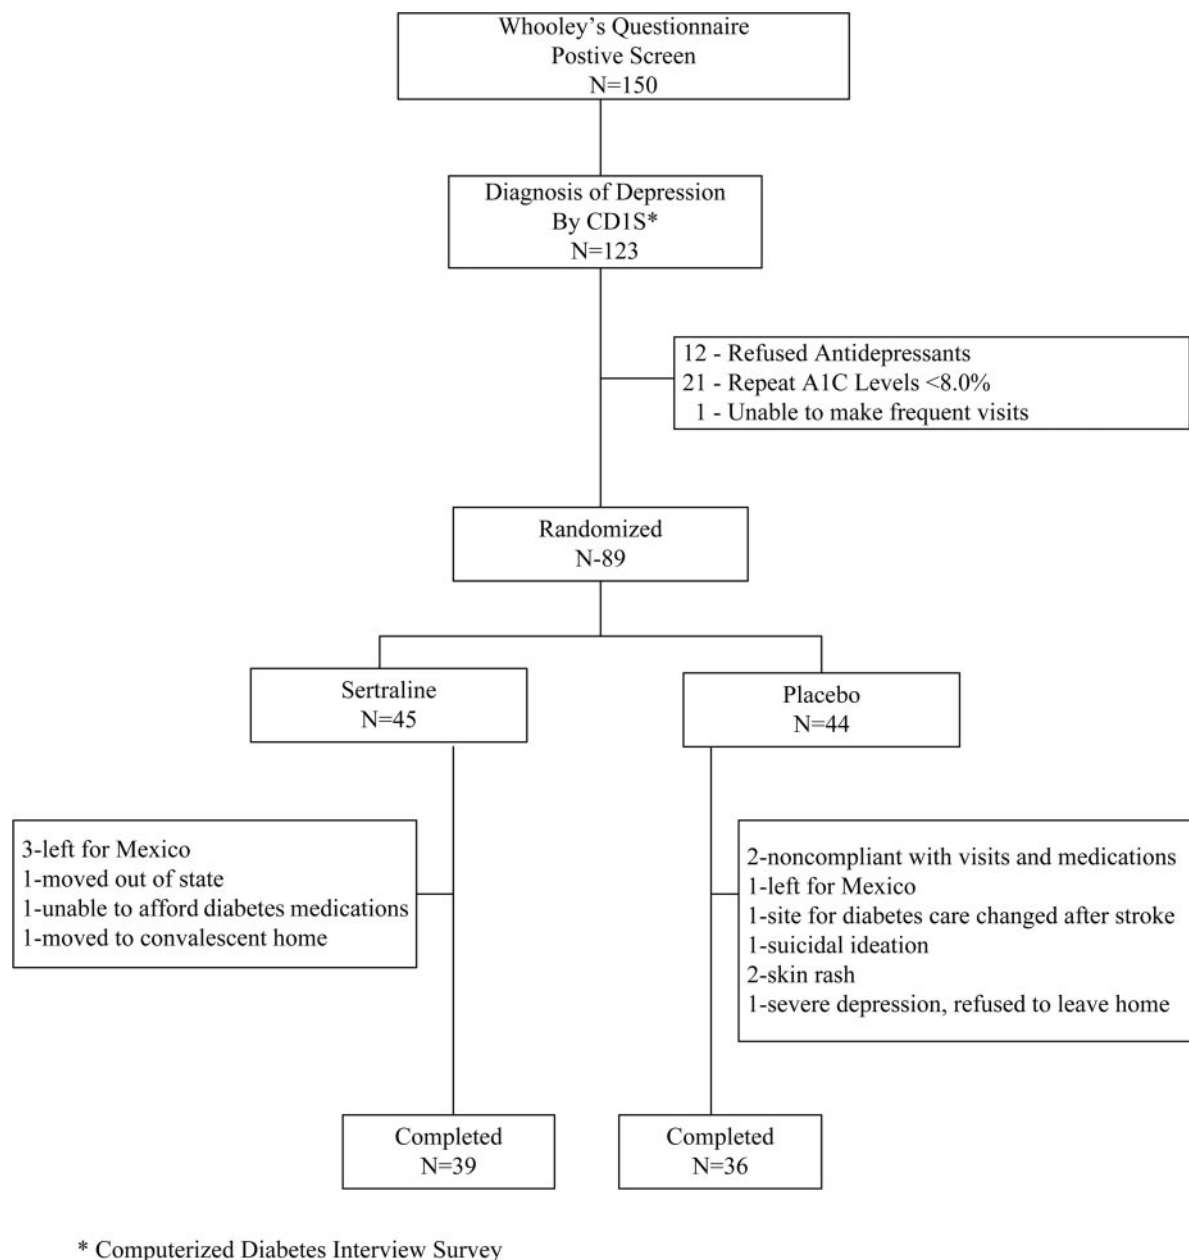 Whooley's Questionnaire
Postive Screen
N=150
Diagnosis of Depression
By CD1S*
N=123
12 - Refused Antidepressants
21 - Repeat A1C Levels <8.0%
1 - Unable to make frequent visits
Randomized
N-89
Sertraline
N=45
Placebo
N=44
3-left for Mexico
1-moved out of state
1-unable to afford diabetes medications
1-moved to convalescent home
2-noncompliant with visits and medications
1-left for Mexico
1-site for diabetes care changed after stroke
1-suicidal ideation
2-skin rash
1-severe depression, refused to leave home
Completed
N=39
Completed
N=36
* Computerized Diabetes Interview Survey